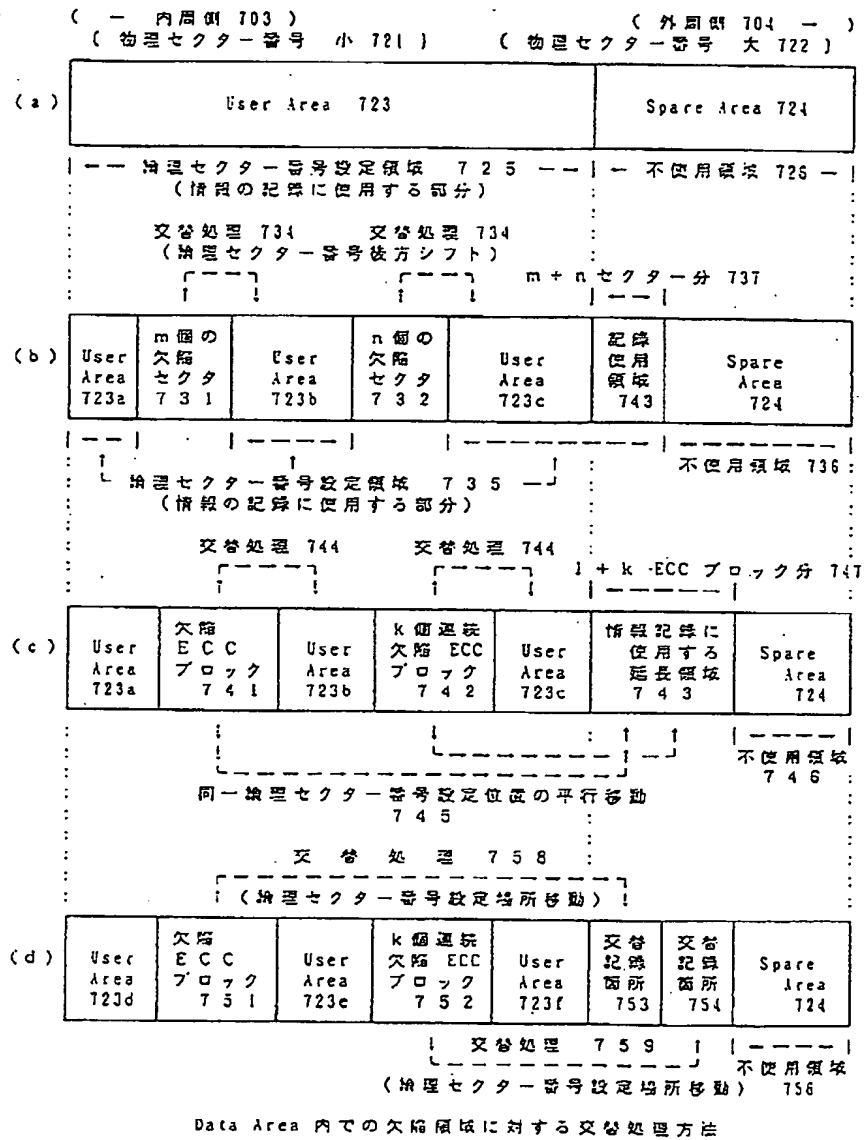 ( ← 内周側 703 )　( 外周側 704 → )
( 物理セクター番号 小 721 )　( 物理セクター番号 大 722 )
(a)
User Area 723
Spare Area 724
論理セクター番号設定領域 725
(情報の記録に使用する部分)
不使用領域 726
交替処理 734　交替処理 734
(論理セクター番号後方シフト)
m+nセクター分 737
(b)
User Area 723a
m個の欠陥セクタ 731
User Area 723b
n個の欠陥セクタ 732
User Area 723c
記録使用領域 743
Spare Area 724
不使用領域 736
論理セクター番号設定領域 735
(情報の記録に使用する部分)
交替処理 744　交替処理 744
1+k ECCブロック分 747
(c)
User Area 723a
欠陥ECCブロック 741
User Area 723b
k個連続欠陥ECCブロック 742
User Area 723c
情報記録に使用する延長領域 743
Spare Area 724
不使用領域 746
同一論理セクター番号設定位置の平行移動
745
交替処理 758
(論理セクター番号設定場所移動)
(d)
User Area 723d
欠陥ECCブロック 751
User Area 723e
k個連続欠陥ECCブロック 752
User Area 723f
交替記録箇所 753
交替記録箇所 754
Spare Area 724
交替処理 759
不使用領域
(論理セクター番号設定場所移動) 756
Data Area 内での欠陥領域に対する交替処理方法